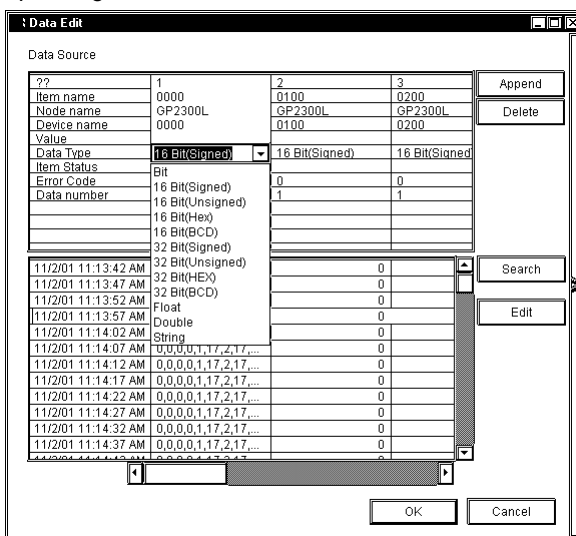 Data Edit
Data Source
?? 1 2 3
Item name 0000 0100 0200
Node name GP2300L GP2300L GP2300L
Device name 0000 0100 0200
Value
Data Type 16 Bit(Signed) 16 Bit(Signed) 16 Bit(Signed
Item Status
Error Code 0 0
Data number 1 1
Append
Delete
Bit
16 Bit(Signed)
16 Bit(Unsigned)
16 Bit(Hex)
16 Bit(BCD)
32 Bit(Signed)
32 Bit(Unsigned)
32 Bit(HEX)
32 Bit(BCD)
Float
Double
String
11/2/01 11:13:42 AM 0
11/2/01 11:13:47 AM 0
11/2/01 11:13:52 AM 0
11/2/01 11:13:57 AM 0
11/2/01 11:14:02 AM 0
11/2/01 11:14:07 AM 0,0,0,0,1,17,2,17,... 0
11/2/01 11:14:12 AM 0,0,0,0,1,17,2,17,... 0
11/2/01 11:14:17 AM 0,0,0,0,1,17,2,17,... 0
11/2/01 11:14:22 AM 0,0,0,0,1,17,2,17,... 0
11/2/01 11:14:27 AM 0,0,0,0,1,17,2,17,... 0
11/2/01 11:14:32 AM 0,0,0,0,1,17,2,17,... 0
11/2/01 11:14:37 AM 0,0,0,0,1,17,2,17,... 0
Search
Edit
OK
Cancel